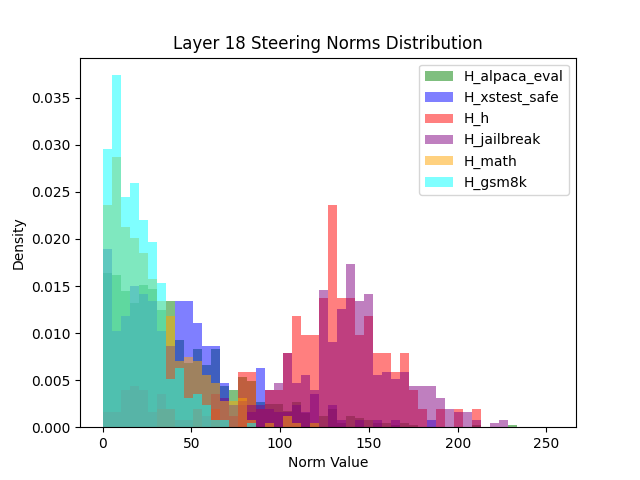 Layer 18 Steering Norms Distribution
H_alpaca_eval
H_xstest_safe
H_h
H_jailbreak
H_math
H_gsm8k
0.035
0.030
0.025
0.020
0.015
0.010
0.005
0.000
Density
0 50 100 150 200 250
Norm Value